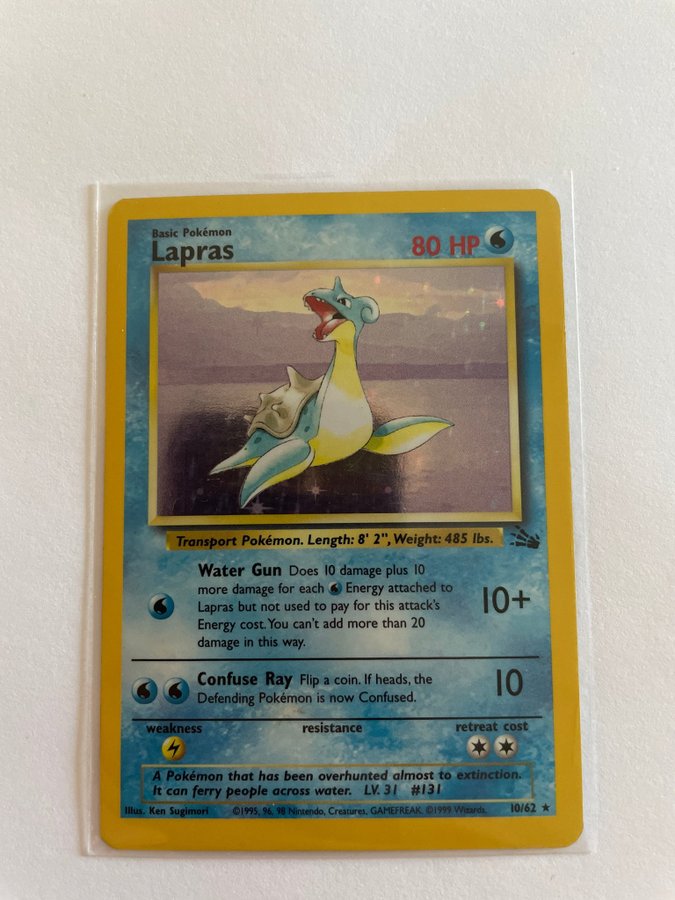 Basic Pokémon
Lapras
80 HP
Transport Pokémon. Length: 8' 2", Weight: 485 lbs.
Water Gun Does 10 damage plus 10
more damage for each Energy attached to
Lapras but not used to pay for this attack's
Energy cost. You can't add more than 20
damage in this way.
10+
Confuse Ray Flip a coin. If heads, the
Defending Pokémon is now Confused.
10
weakness resistance retreat cost
A Pokémon that has been overhunted almost to extinction.
It can ferry people across water. LV. 31 #131
Illus. Ken Sugimori ©1995, 96, 98 Nintendo, Creatures, GAMEFREAK. ©1999 Wizards. 10/62 ★